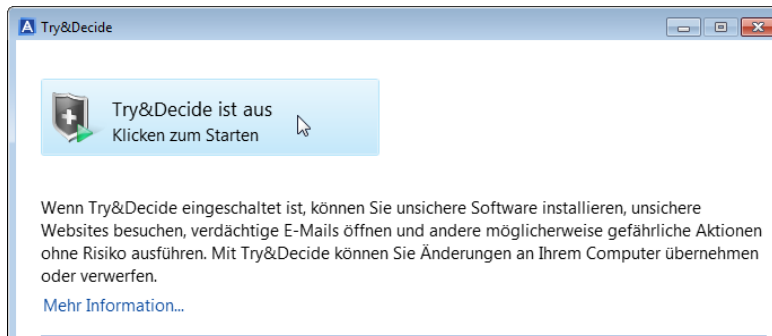 Try&Decide
Try&Decide ist aus
Klicken zum Starten
Wenn Try&Decide eingeschaltet ist, können Sie unsichere Software installieren, unsichere
Websites besuchen, verdächtige E-Mails öffnen und andere möglicherweise gefährliche Aktionen
ohne Risiko ausführen. Mit Try&Decide können Sie Änderungen an Ihrem Computer übernehmen
oder verwerfen.
Mehr Information...